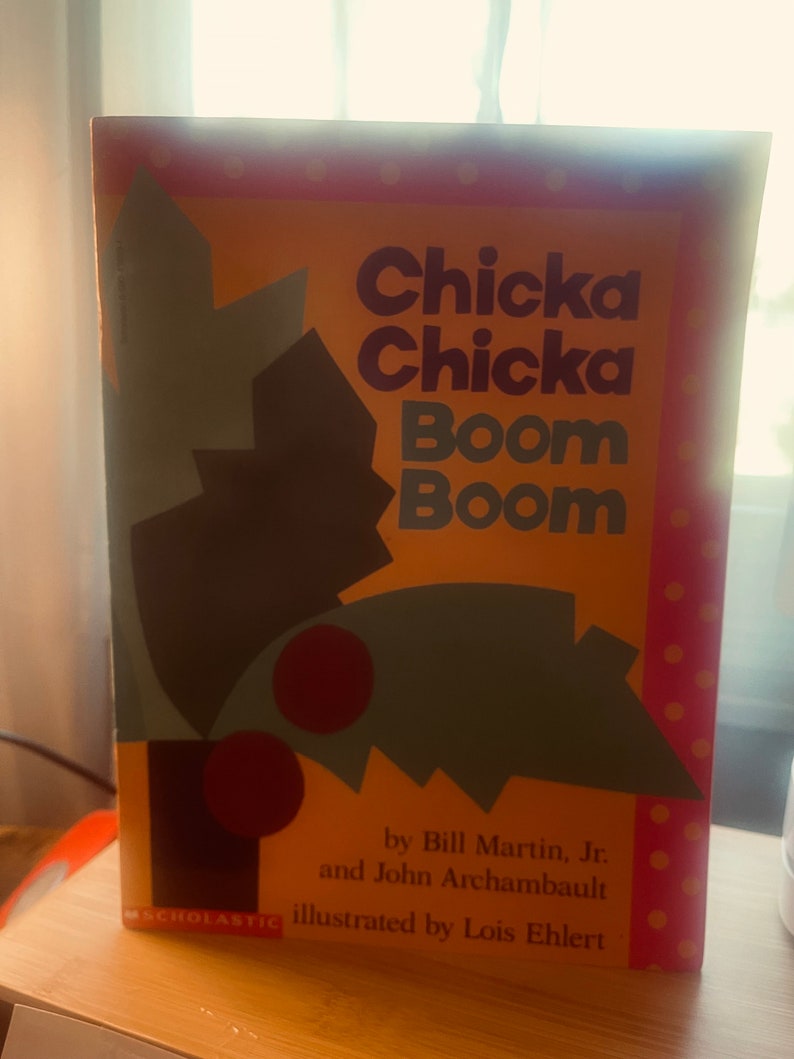 Chicka
Chicka
Boom
Boom
by Bill Martin, Jr.
and John Archambault
illustrated by Lois Ehlert
SCHOLASTIC